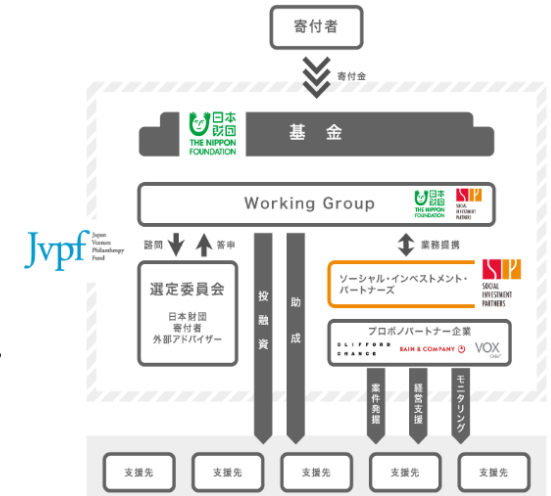 寄付者
寄付金
日本
財団
THE NIPPON
FOUNDATION
基 金
Working Group
日本
財団
THE NIPPON
FOUNDATION
SIP
SOCIAL
INVESTMENT
PARTNERS
Jvpf
Japan
Venture
Philanthropy
Fund
諮問
答申
業務提携
選定委員会
日本財団
寄付者
外部アドバイザー
投融資
助成
ソーシャル・インベストメント・
パートナーズ
SIP
SOCIAL
INVESTMENT
PARTNERS
プロボノパートナー企業
CLIFFORD
CHANCE
BAIN & COMPANY
VOX
Global
案件発掘
経営支援
モニタリング
支援先
支援先
支援先
支援先
支援先